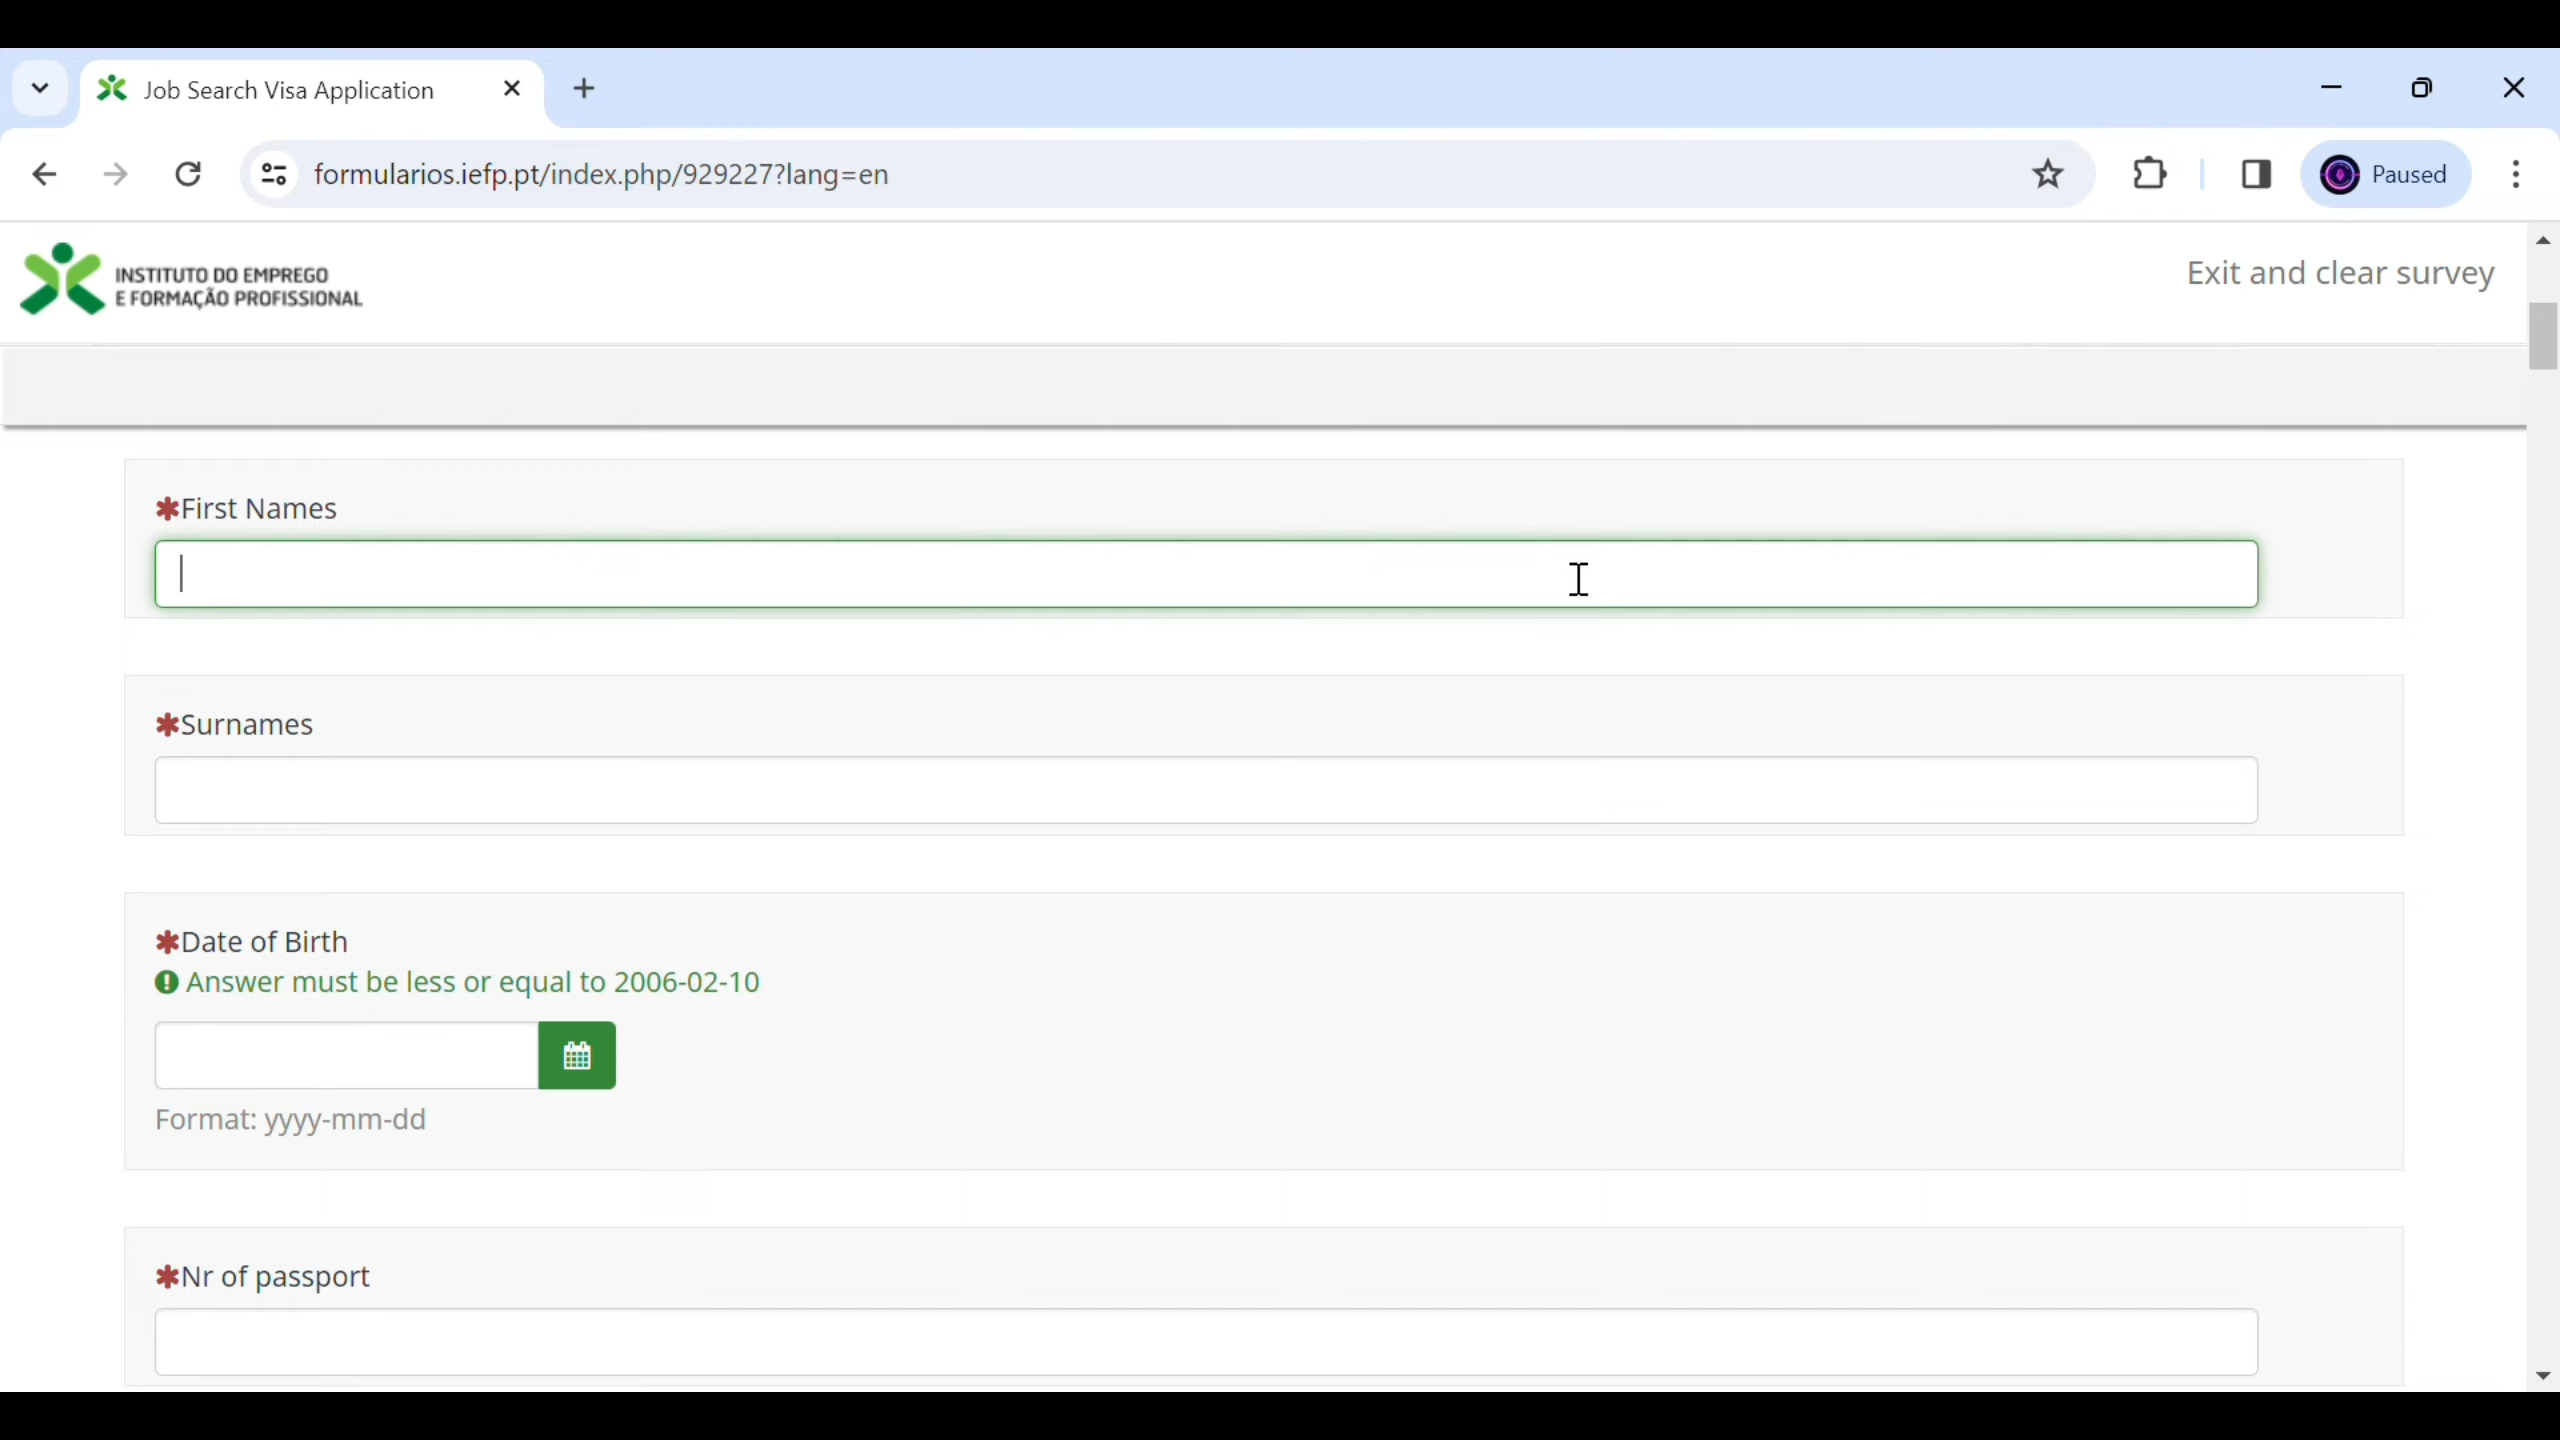 Job Search Visa Application
formularios.iefp.pt/index.php/929227?lang=en
Paused
INSTITUTO DO EMPREGO
E FORMAÇÃO PROFISSIONAL
Exit and clear survey
✱First Names
✱Surnames
✱Date of Birth
Answer must be less or equal to 2006-02-10
Format: yyyy-mm-dd
✱Nr of passport